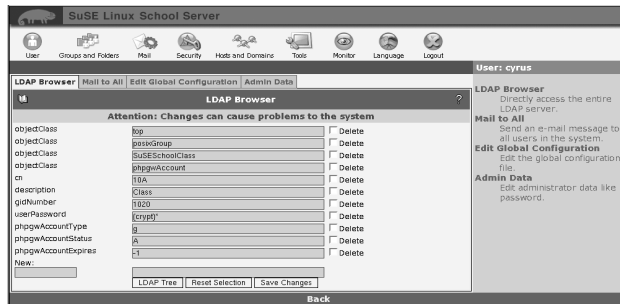 SuSE Linux School Server
User Groups and Folders Mail Security Hosts and Domains Tools Monitor Language Logout
User: cyrus
LDAP Browser Mail to All Edit Global Configuration Admin Data
LDAP Browser ?
Attention: Changes can cause problems to the system
objectClass top Delete
objectClass posixGroup Delete
objectClass SuSESchoolClass Delete
objectClass phpgwAccount Delete
cn 10A Delete
description Class Delete
gidNumber 1020 Delete
userPassword {crypt}* Delete
phpgwAccountType g Delete
phpgwAccountStatus A Delete
phpgwAccountExpires -1 Delete
New:
LDAP Tree Reset Selection Save Changes
Back
LDAP Browser
Directly access the entire
LDAP server.
Mail to All
Send an e-mail message to
all users in the system.
Edit Global Configuration
Edit the global configuration
file.
Admin Data
Edit administrator data like
password.